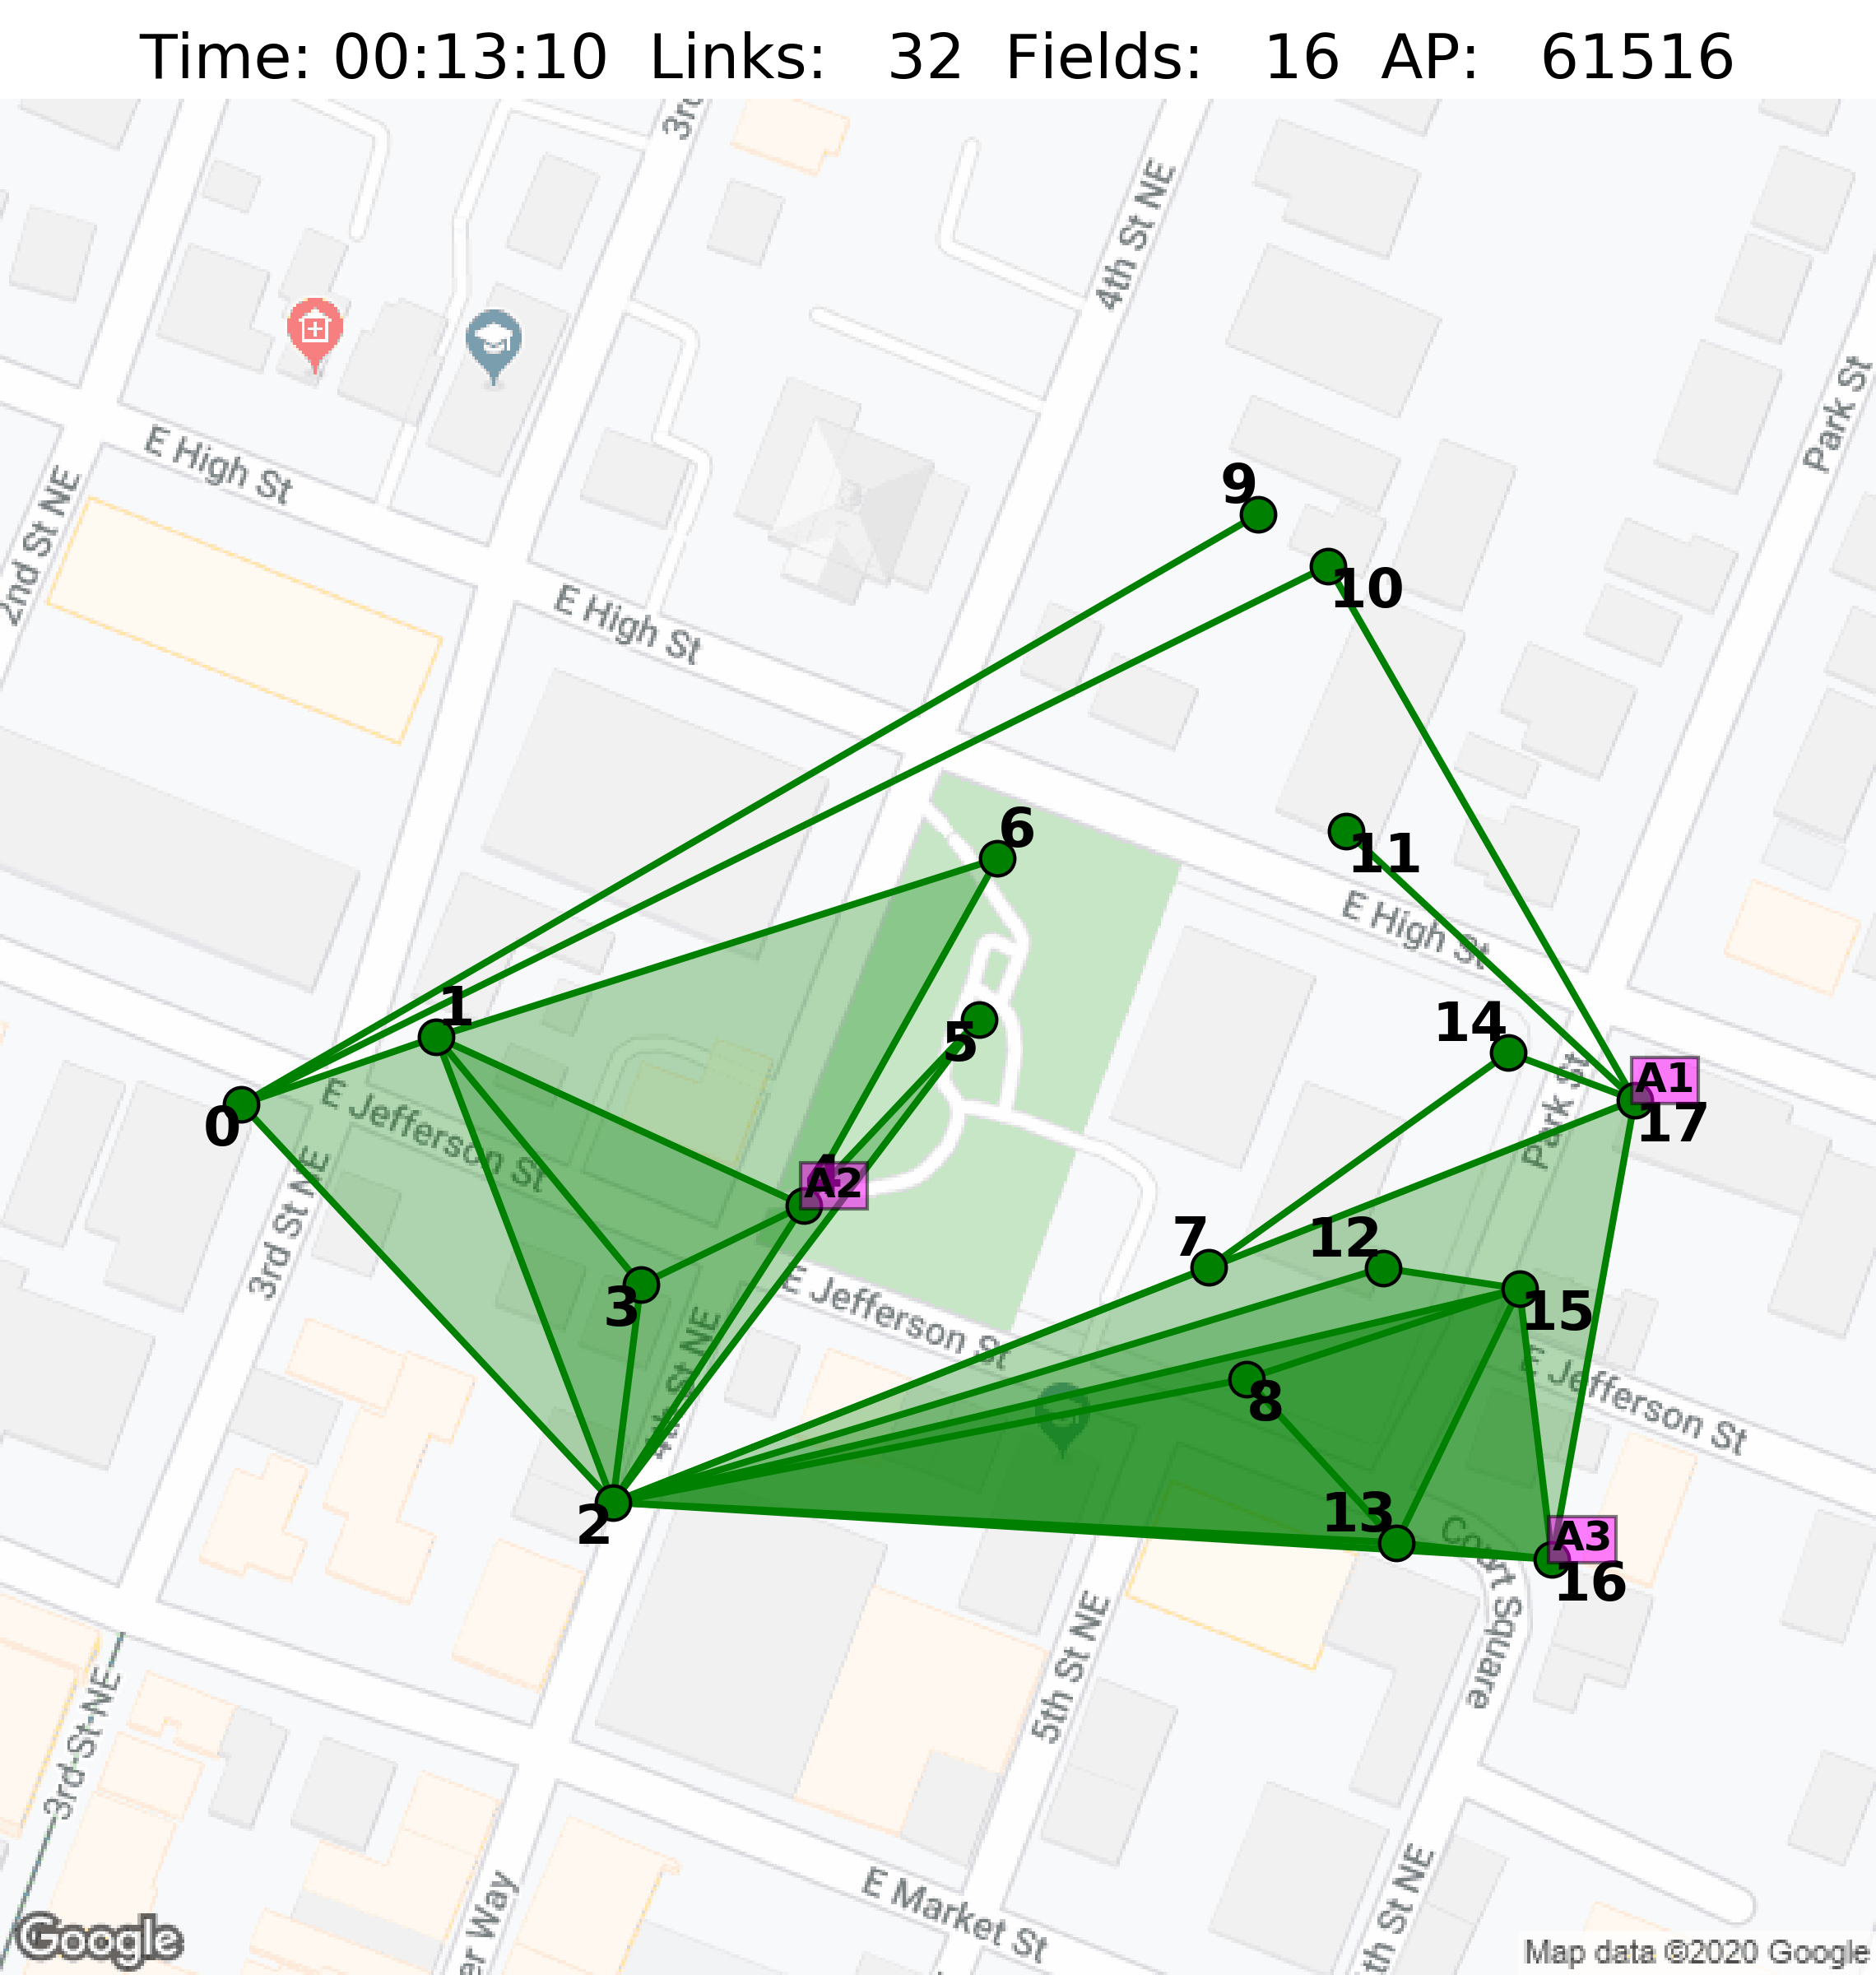 Time: 00:13:10 Links: 32 Fields: 16 AP: 61516
3rd
4th St NE
Park St
E High St
9
2nd St NE
10
E High St
6
11
E High St
1
14
5
A1
0
E Jefferson St
17
Park St
A2
3rd St NE
7
12
3
E Jefferson St
15
4th St NE
E Jefferson St
8
2
13
A3
Court Square
16
5th St NE
3rd St NE
E Market St
er Way
th St NE
Google
Map data ©2020 Google